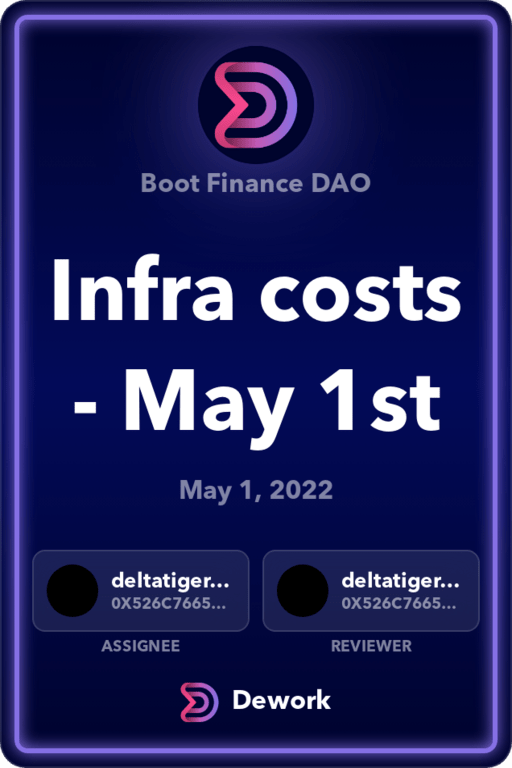 Boot Finance DAO
Infra costs
- May 1st
May 1, 2022
deltatiger...
0X526C7665...
ASSIGNEE
deltatiger...
0X526C7665...
REVIEWER
Dework